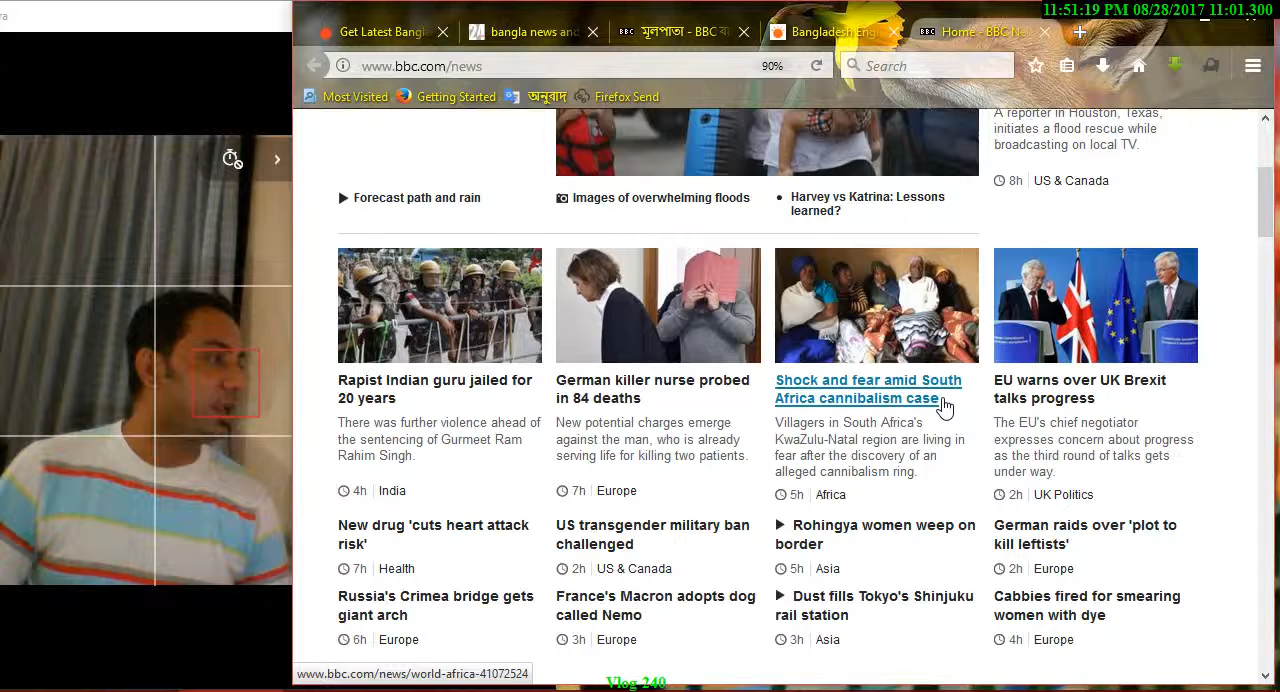 ra
11:51:19 PM 08/28/2017 11:01.300
Get Latest Bangl
bangla news and
BBC মূলপাতা - BBC বা
Bangladesh Engl
BBC Home - BBC Ne
www.bbc.com/news
90%
Search
Most Visited
Getting Started
অনুবাদ
Firefox Send
A reporter in Houston, Texas,
initiates a flood rescue while
broadcasting on local TV.
8h US & Canada
Forecast path and rain
Images of overwhelming floods
Harvey vs Katrina: Lessons
learned?
Rapist Indian guru jailed for
20 years
There was further violence ahead of
the sentencing of Gurmeet Ram
Rahim Singh.
4h India
German killer nurse probed
in 84 deaths
New potential charges emerge
against the man, who is already
serving life for killing two patients.
7h Europe
Shock and fear amid South
Africa cannibalism case
Villagers in South Africa's
KwaZulu-Natal region are living in
fear after the discovery of an
alleged cannibalism ring.
5h Africa
EU warns over UK Brexit
talks progress
The EU's chief negotiator
expresses concern about progress
as the third round of talks gets
under way.
2h UK Politics
New drug 'cuts heart attack
risk'
7h Health
US transgender military ban
challenged
2h US & Canada
Rohingya women weep on
border
5h Asia
German raids over 'plot to
kill leftists'
2h Europe
Russia's Crimea bridge gets
giant arch
6h Europe
France's Macron adopts dog
called Nemo
3h Europe
Dust fills Tokyo's Shinjuku
rail station
3h Asia
Cabbies fired for smearing
women with dye
4h Europe
www.bbc.com/news/world-africa-41072524
Vlog-240